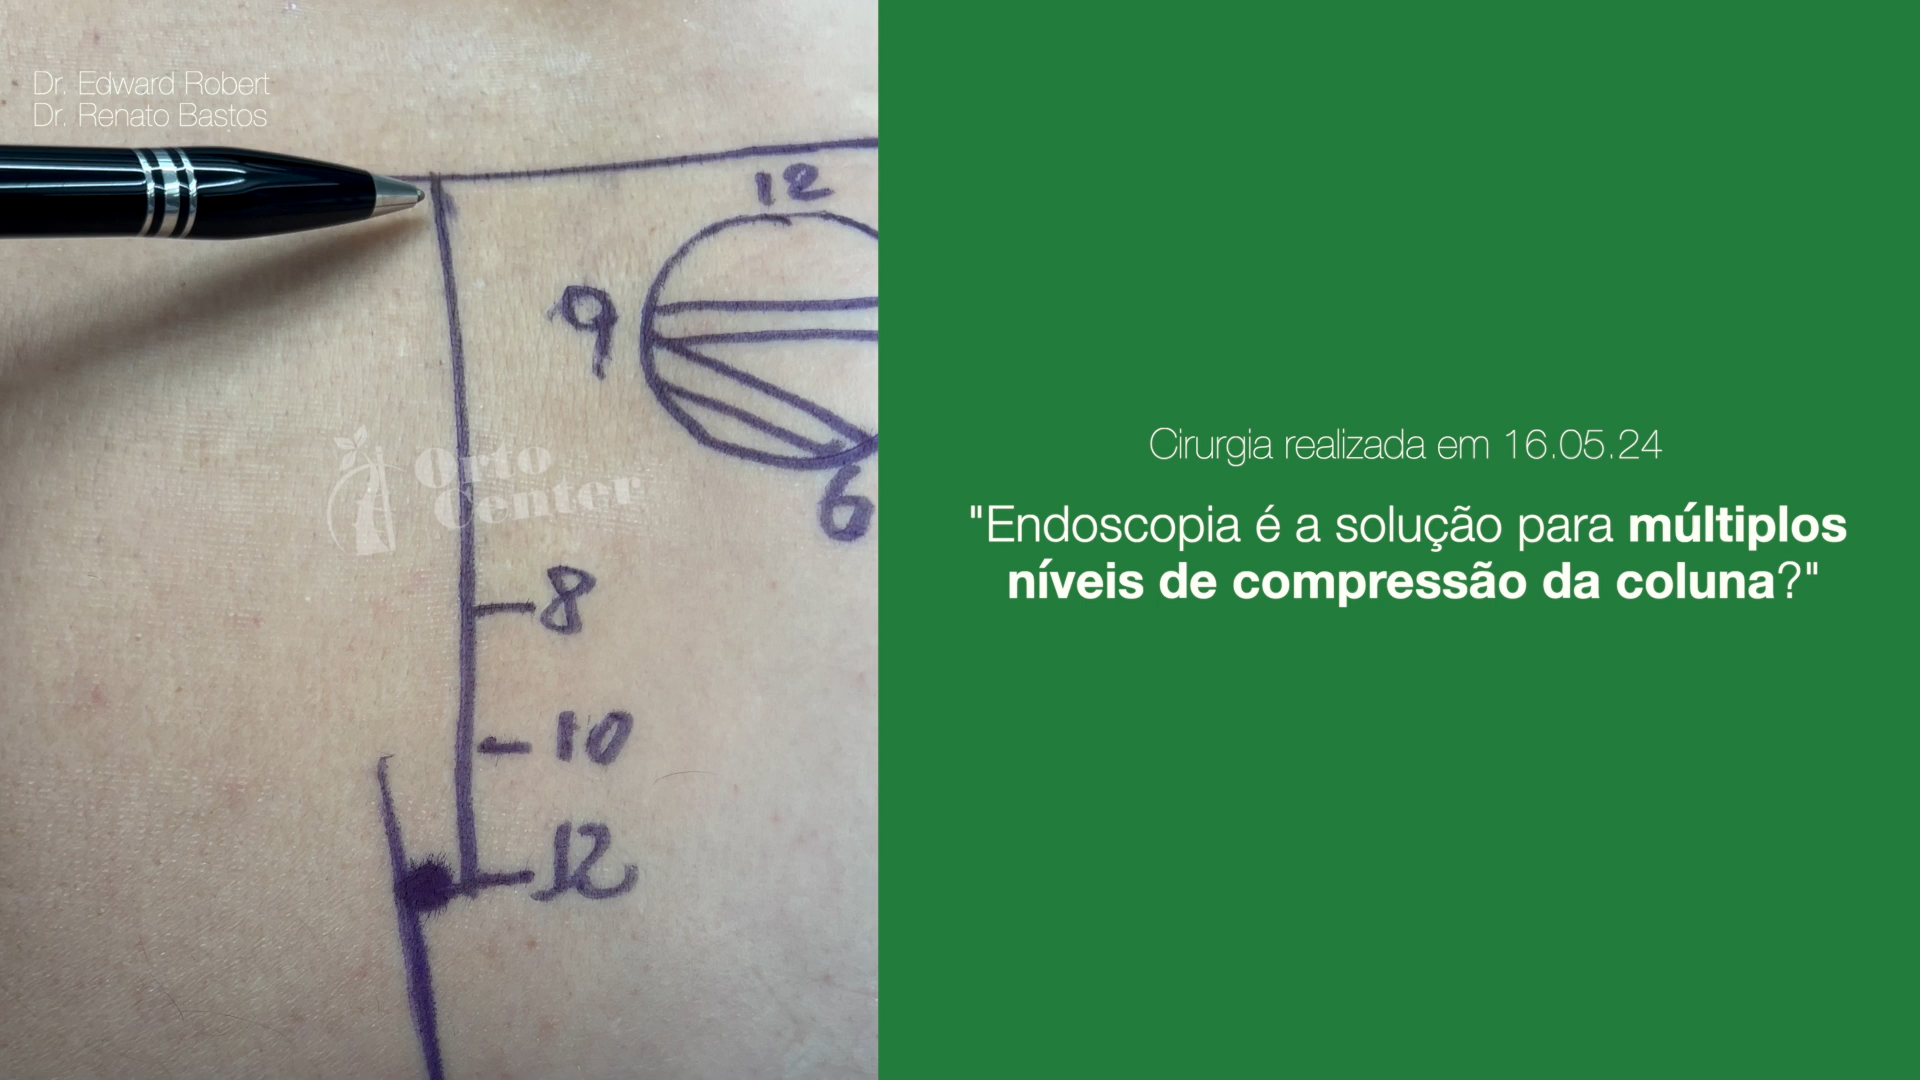 Dr. Edward Robert
Dr. Renato Bastos
12
9
6
Orto
Center
8
10
12
Cirurgia realizada em 16.05.24
"Endoscopia é a solução para múltiplos
níveis de compressão da coluna?"